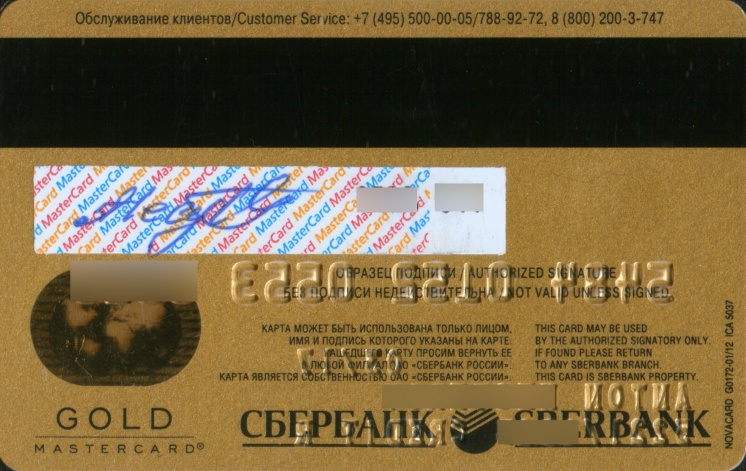 Обслуживание клиентов/Customer Service: +7 (495) 500-00-05/788-92-72, 8 (800) 200-3-747
MasterCard
ОБРАЗЕЦ ПОДПИСИ / AUTHORIZED SIGNATURE
БЕЗ ПОДПИСИ НЕДЕЙСТВИТЕЛЬНА / NOT VALID UNLESS SIGNED
КАРТА МОЖЕТ БЫТЬ ИСПОЛЬЗОВАНА ТОЛЬКО ЛИЦОМ,
ИМЯ И ПОДПИСЬ КОТОРОГО УКАЗАНЫ НА КАРТЕ.
НАШЕДШЕГО КАРТУ ПРОСИМ ВЕРНУТЬ ЕЕ
В ЛЮБОЙ ФИЛИАЛ ОАО «СБЕРБАНК РОССИИ».
КАРТА ЯВЛЯЕТСЯ СОБСТВЕННОСТЬЮ ОАО «СБЕРБАНК РОССИИ».
THIS CARD MAY BE USED
BY THE AUTHORIZED SIGNATORY ONLY.
IF FOUND PLEASE RETURN
TO ANY SBERBANK BRANCH.
THIS CARD IS SBERBANK PROPERTY.
GOLD
MASTERCARD®
СБЕРБАНК SBERBANK
NOVACARD G0172-01/12 ICA 5037